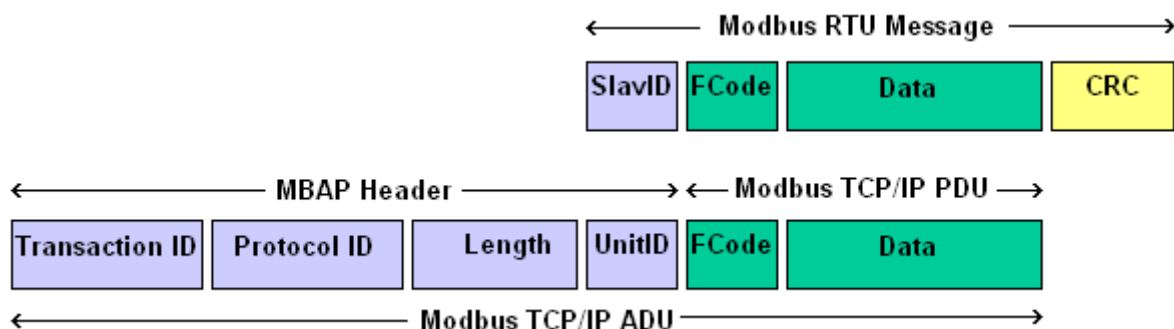 Modbus RTU Message
SlavID FCode Data CRC
MBAP Header Modbus TCP/IP PDU
Transaction ID Protocol ID Length UnitID FCode Data
Modbus TCP/IP ADU